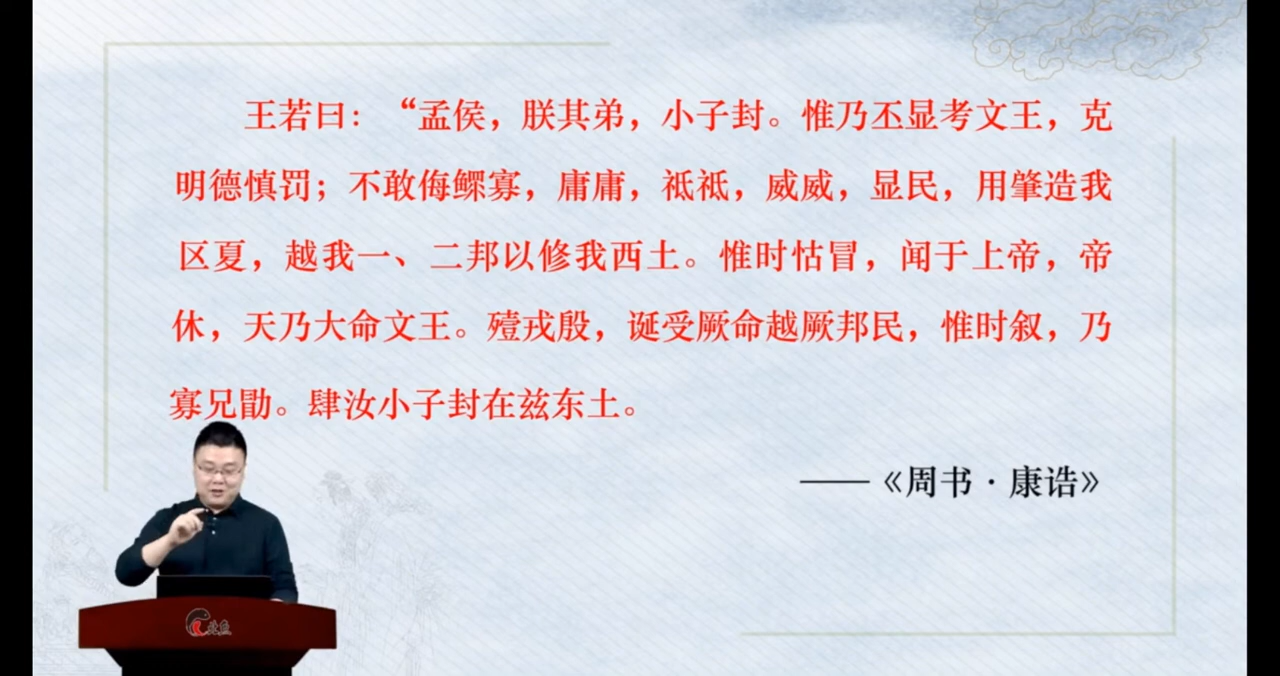 王若曰：“孟侯，朕其弟，小子封。惟乃丕显考文王，克
明德慎罚；不敢侮鳏寡，庸庸，祗祗，威威，显民，用肇造我
区夏，越我一、二邦以修我西土。惟时怙冒，闻于上帝，帝
休，天乃大命文王。殪戎殷，诞受厥命越厥邦民，惟时叙，乃
寡兄勖。肆汝小子封在兹东土。
——《周书·康诰》